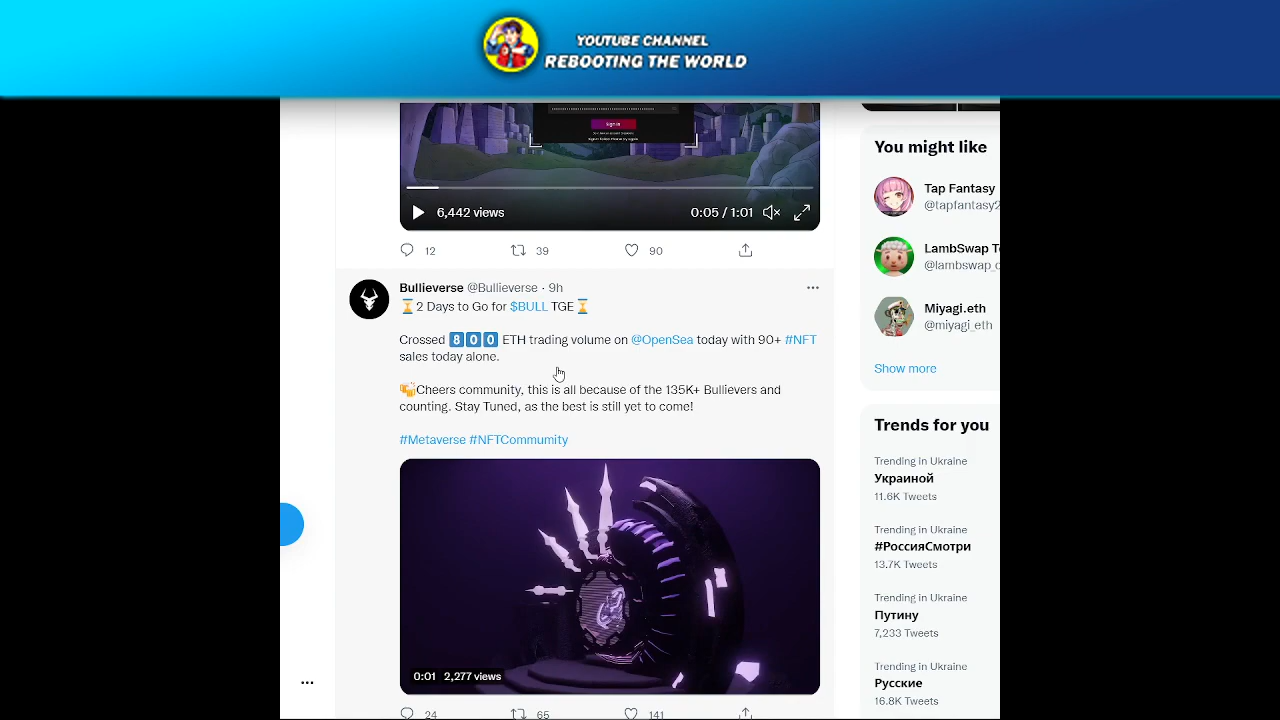 YOUTUBE CHANNEL
REBOOTING THE WORLD
Sign In
6,442 views
0:05 / 1:01
12
39
90
Bullieverse @Bullieverse · 9h
⏳2 Days to Go for $BULL TGE⏳
Crossed 8️⃣0️⃣0️⃣ ETH trading volume on @OpenSea today with 90+ #NFT
sales today alone.
🍻Cheers community, this is all because of the 135K+ Bullievers and
counting. Stay Tuned, as the best is still yet to come!
#Metaverse #NFTCommumity
0:01 2,277 views
24
65
141
You might like
Tap Fantasy
@tapfantasy2
LambSwap T
@lambswap_
Miyagi.eth
@miyagi_eth
Show more
Trends for you
Trending in Ukraine
Украиной
11.6K Tweets
Trending in Ukraine
#РоссияСмотри
13.7K Tweets
Trending in Ukraine
Путину
7,233 Tweets
Trending in Ukraine
Русские
16.8K Tweets